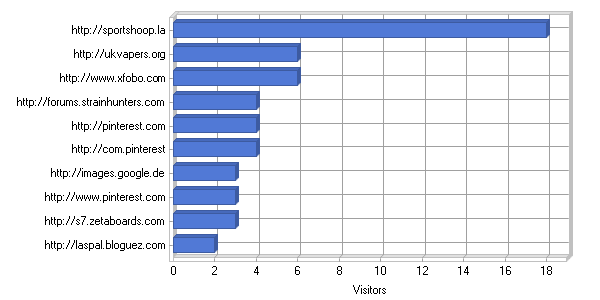 http://sportshoop.la
http://ukvapers.org
http://www.xfobo.com
http://forums.strainhunters.com
http://pinterest.com
http://com.pinterest
http://images.google.de
http://www.pinterest.com
http://s7.zetaboards.com
http://laspal.bloguez.com
0 2 4 6 8 10 12 14 16 18
Visitors